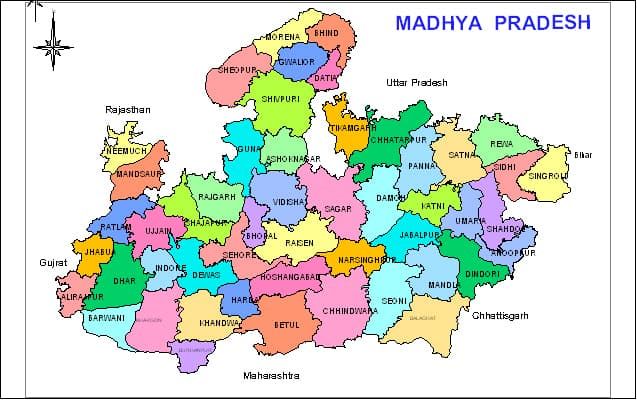 MADHYA PRADESH
BHIND
MORENA
GWALIOR
SHEOPUR
DATIA
Uttar Pradesh
SHIVPURI
Rajasthan
TIKAMGARH
CHHATARPUR
REWA
NEEMUCH
GUNA
SATNA
Bihar
ASHOKNAGAR
PANNA
SIDHI
MANDSAUR
SINGROLI
RAJGARH
VIDISHA
SAGAR
DAMOH
KATNI
RATLAM
SHAJAPUR
UMARIA
SHAHDOL
UJJAIN
BHOPAL
JABALPUR
RAISEN
JHABUA
SEHORE
NARSINGHPUR
ANOOPPUR
Gujrat
INDORE
DEWAS
HOSHANGABAD
DINDORI
DHAR
MANDLA
ALIRAJPUR
HARDA
SEONI
CHHINDWARA
BARWANI
KHARGON
KHANDWA
BETUL
BALAGHAT
Chhattisgarh
BURHANPUR
Maharashtra